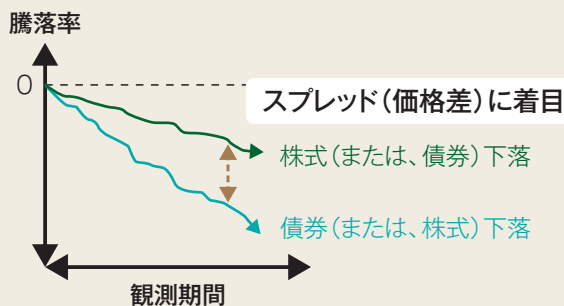 騰落率
0
スプレッド（価格差）に着目
株式（または、債券）下落
債券（または、株式）下落
観測期間